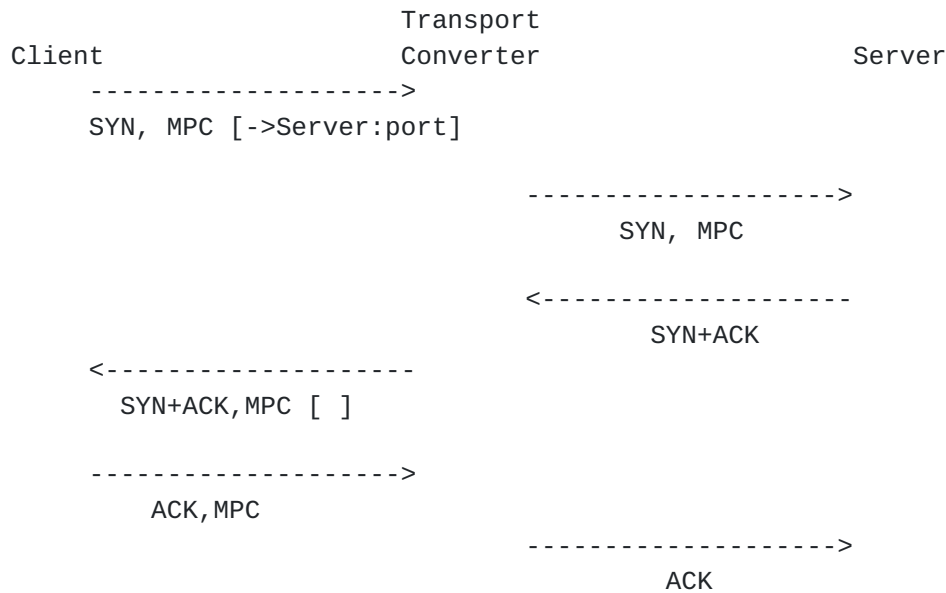 Transport
Client Converter Server
-------------------->
SYN, MPC [->Server:port]
-------------------->
SYN, MPC
<--------------------
SYN+ACK
<--------------------
SYN+ACK,MPC [ ]
-------------------->
ACK,MPC
-------------------->
ACK